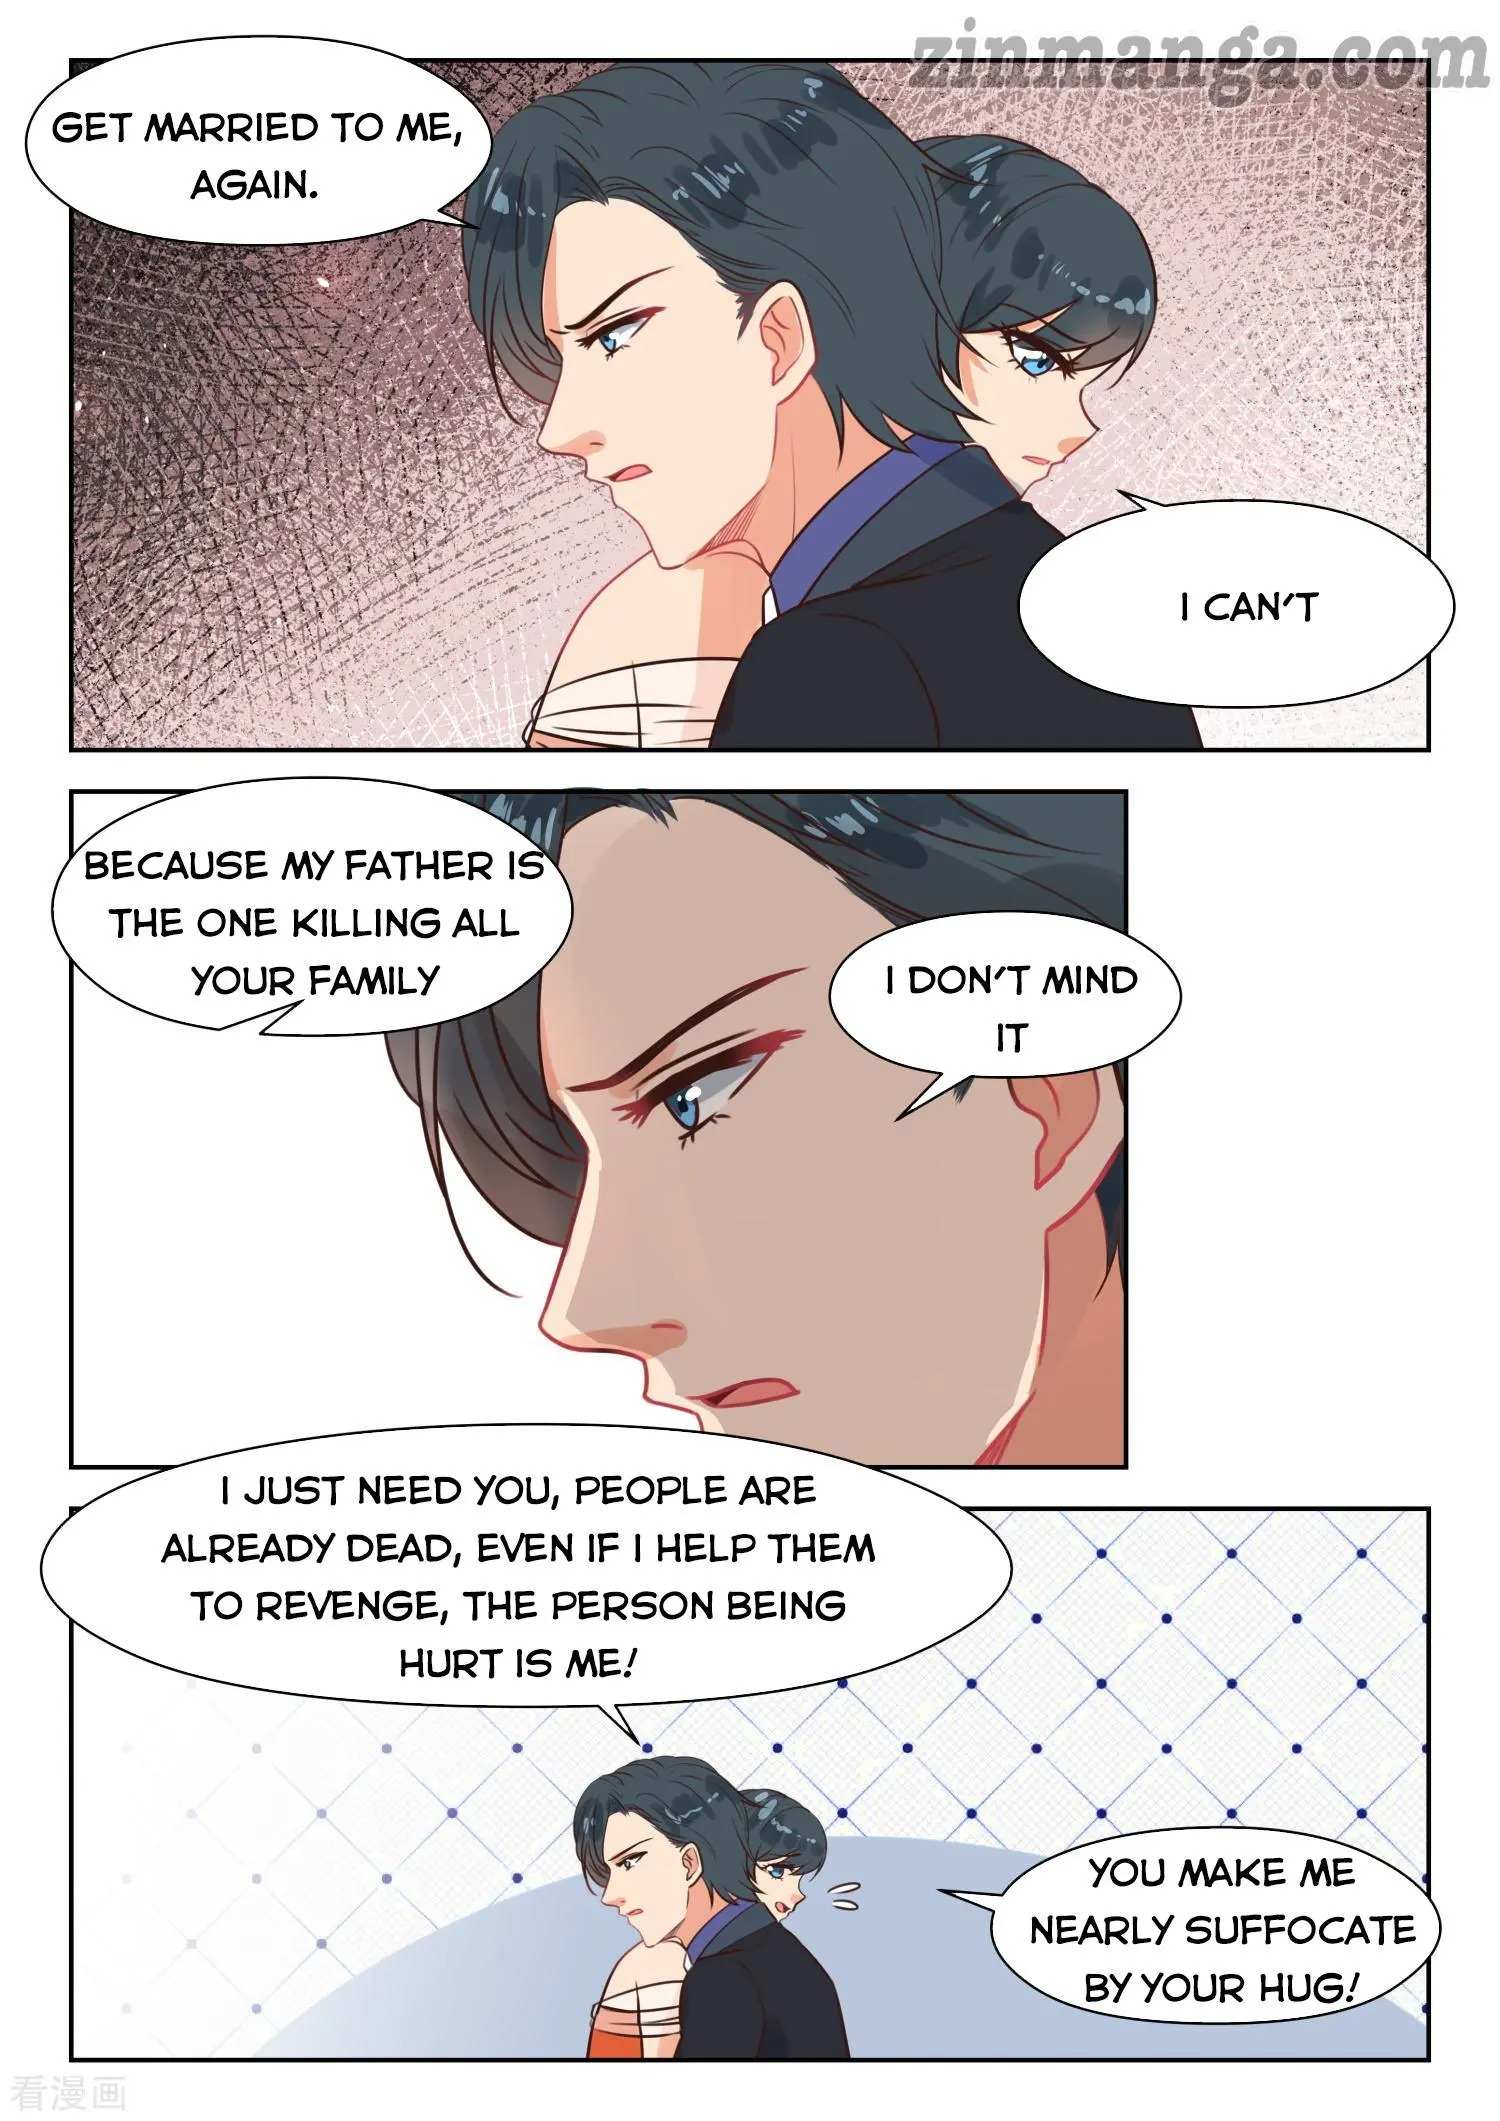 zinmanga.com
GET MARRIED TO ME,
AGAIN.
I CAN'T
BECAUSE MY FATHER IS
THE ONE KILLING ALL
YOUR FAMILY
I DON'T MIND
IT
I JUST NEED YOU, PEOPLE ARE
ALREADY DEAD, EVEN IF I HELP THEM
TO REVENGE, THE PERSON BEING
HURT IS ME!
YOU MAKE ME
NEARLY SUFFOCATE
BY YOUR HUG!
看漫画